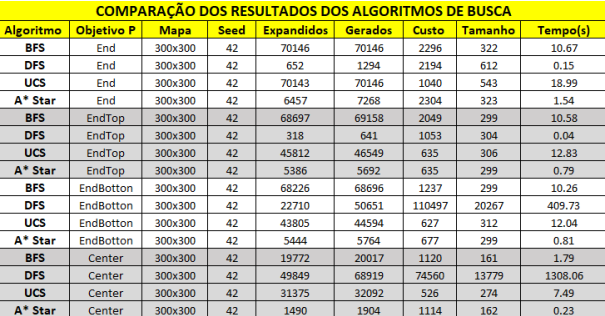 COMPARAÇÃO DOS RESULTADOS DOS ALGORITMOS DE BUSCA
Algoritmo Objetivo P Mapa Seed Expandidos Gerados Custo Tamanho Tempo(s)
BFS End 300x300 42 70146 70146 2296 322 10.67
DFS End 300x300 42 652 1294 2194 612 0.15
UCS End 300x300 42 70143 70146 1040 543 18.99
A* Star End 300x300 42 6457 7268 2304 323 1.54
BFS EndTop 300x300 42 68697 69158 2049 299 10.58
DFS EndTop 300x300 42 318 641 1053 304 0.04
UCS EndTop 300x300 42 45812 46549 635 306 12.83
A* Star EndTop 300x300 42 5386 5692 635 299 0.79
BFS EndBotton 300x300 42 68226 68696 1237 299 10.26
DFS EndBotton 300x300 42 22710 50651 110497 20267 409.73
UCS EndBotton 300x300 42 43805 44594 627 312 12.04
A* Star EndBotton 300x300 42 5444 5764 677 299 0.81
BFS Center 300x300 42 19772 20017 1120 161 1.79
DFS Center 300x300 42 49849 68919 74560 13779 1308.06
UCS Center 300x300 42 31375 32092 526 274 7.49
A* Star Center 300x300 42 1490 1904 1114 162 0.23